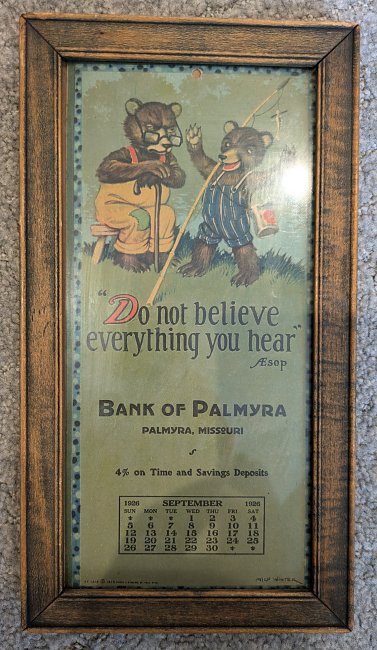 "Do not believe
everything you hear"
Æsop
BANK OF PALMYRA
PALMYRA, MISSOURI
4% on Time and Savings Deposits
1926 SEPTEMBER 1926
SUN MON TUE WED THU FRI SAT
* * * 1 2 3 4
5 6 7 8 9 10 11
12 13 14 15 16 17 18
19 20 21 22 23 24 25
26 27 28 29 30 * *
MILO WINTER